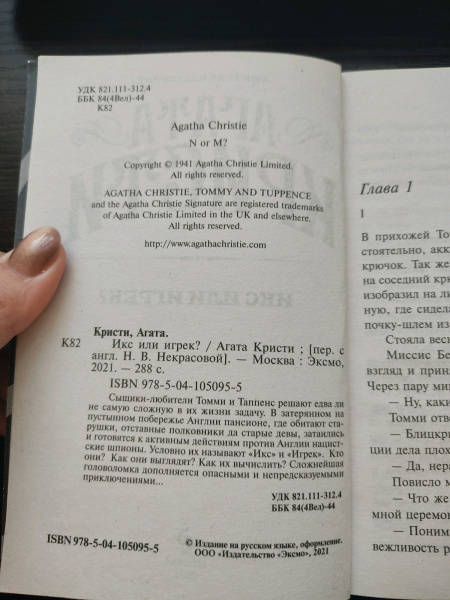 УДК 821.111-312.4
ББК 84(4Вел)-44
К82
Agatha Christie
N or M?
Copyright © 1941 Agatha Christie Limited.
All rights reserved.
AGATHA CHRISTIE, TOMMY AND TUPPENCE
and the Agatha Christie Signature are registered trademarks
of Agatha Christie Limited in the UK and elsewhere.
All rights reserved.
http://www.agathachristie.com
Кристи, Агата.
К82 Икс или игрек? / Агата Кристи ; [пер. с
англ. Н. В. Некрасовой]. — Москва : Эксмо,
2021. — 288 с.
ISBN 978-5-04-105095-5
Сыщики-любители Томми и Таппенс решают едва ли
не самую сложную в их жизни задачу. В затерянном на
пустынном побережье Англии пансионе, где обитают ста-
рушки, отставные полковники да старые девы, затаились
и готовятся к активным действиям против Англии нацист-
ские шпионы. Условно их называют «Икс» и «Игрек». Кто
они? Как они выглядят? Как их вычислить? Сложнейшая
головоломка дополняется опасными и непредсказуемыми
приключениями...
УДК 821.111-312.4
ББК 84(4Вел)-44
© Издание на русском языке, оформление.
ООО «Издательство «Эксмо», 2021
ISBN 978-5-04-105095-5
Глава 1
I
В прихожей Том
стоятельно, акк
крючок. Так же
на соседний крю
изобразил на ли
ную, где сидела
почку-шлем из
Стояла весн
Миссис Бе
взгляд и прин
Через пару мин
— Ну, каки
Томми отве
— Блицкри
ции дела плох
— Да, нера
Повисло м
— Что же
мной церемон
— Поним
вежливость р